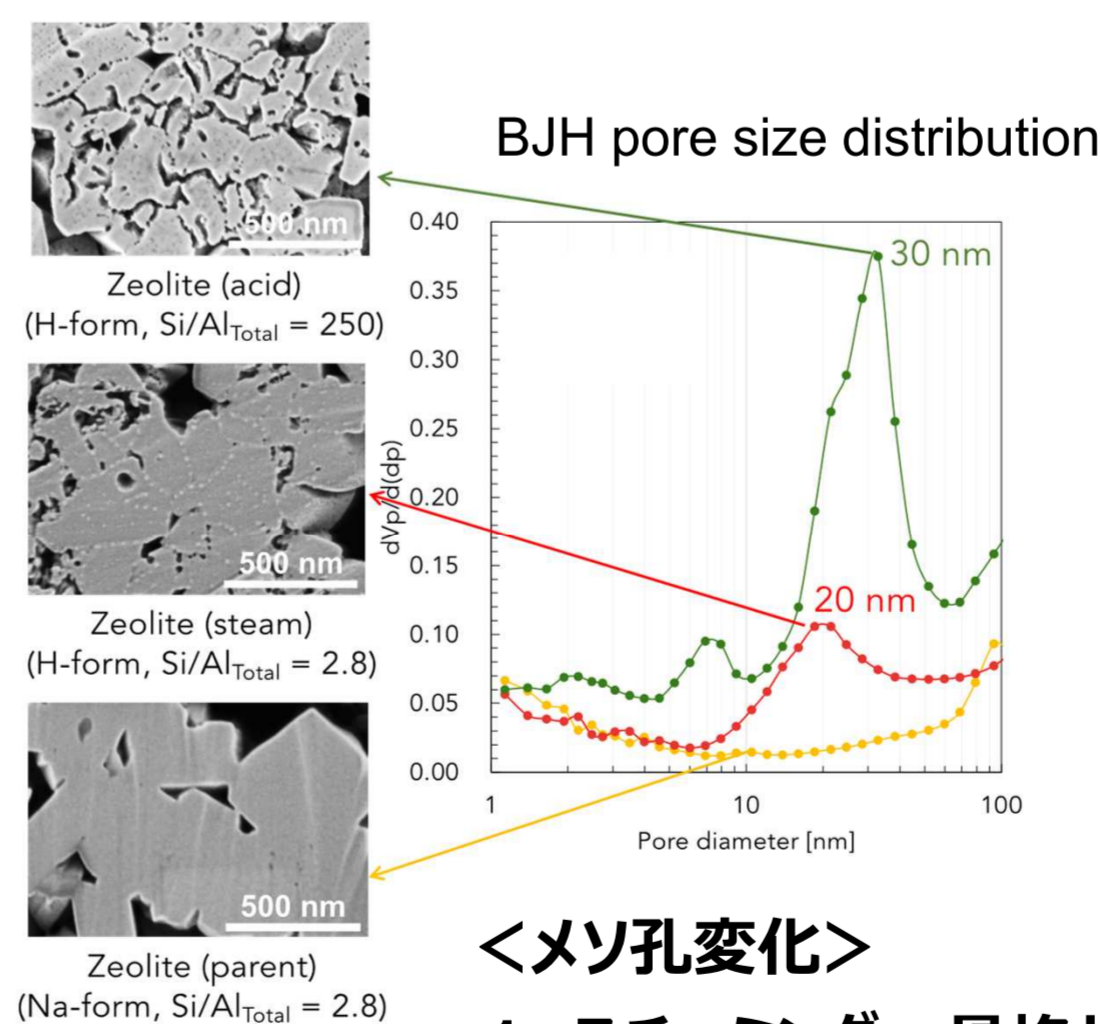 500 nm
Zeolite (acid)
(H-form, Si/AlTotal = 250)
500 nm
Zeolite (steam)
(H-form, Si/AlTotal = 2.8)
500 nm
Zeolite (parent)
(Na-form, Si/AlTotal = 2.8)
BJH pore size distribution
0.40
0.35
0.30
0.25
0.20
0.15
0.10
0.05
0.00
dVp/d(dp)
30 nm
20 nm
1 10 100
Pore diameter [nm]
＜メソ孔変化＞